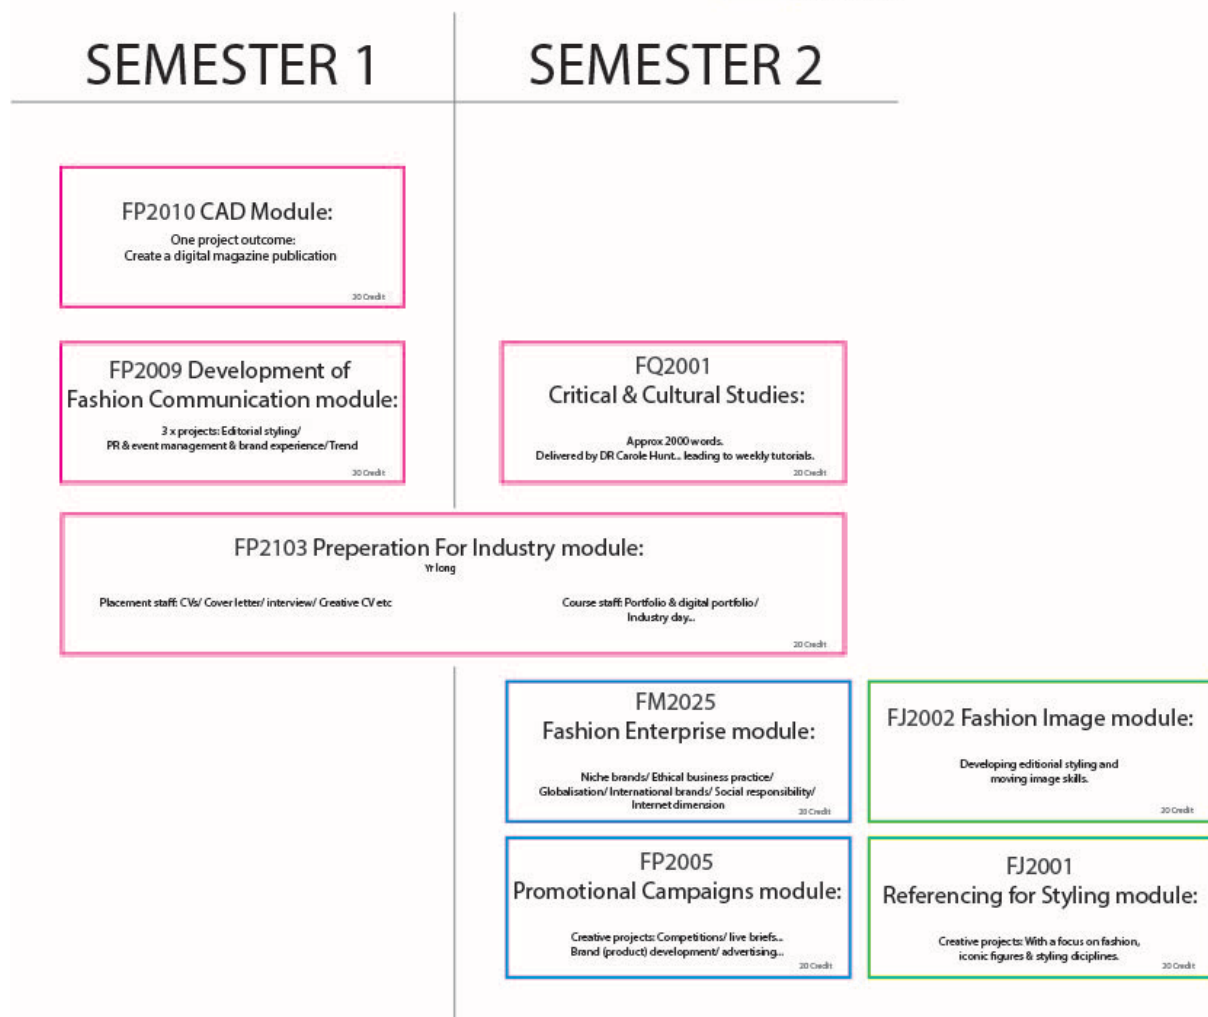 SEMESTER 1
SEMESTER 2
FP2010 CAD Module:
One project outcome:
Create a digital magazine publication
20 Credit
FP2009 Development of
Fashion Communication module:
3 x projects: Editorial styling/
PR & event management & brand experience/Trend
20 Credit
FQ2001
Critical & Cultural Studies:
Approx 2000 words.
Delivered by DR Carole Hunt... leading to weekly tutorials.
20 Credit
FP2103 Preperation For Industry module:
Yr long
Placement staff: CVs/ Cover letter/ interview/ Creative CV etc
Course staff: Portfolio & digital portfolio/
Industry day...
20 Credit
FM2025
Fashion Enterprise module:
Niche brands/ Ethical business practice/
Globalisation/ International brands/ Social responsibility/
Internet dimension
20 Credit
FJ2002 Fashion Image module:
Developing editiorial styling and
moving image skills.
20 Credit
FP2005
Promotional Campaigns module:
Creative projects: Competitions/ live briefs...
Brand (product) development/ advertising...
20 Credit
FJ2001
Referencing for Styling module:
Creative projects: With a focus on fashion,
iconic figures & styling diciplines.
20 Credit